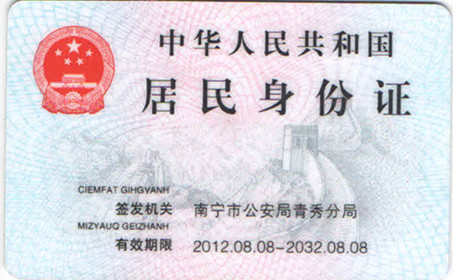 中华人民共和国
居民身份证
CIEMFAT GIHGVANH
签发机关 南宁市公安局青秀分局
MIZYAUQ GEIZHANH
有效期限 2012.08.08-2032.08.08